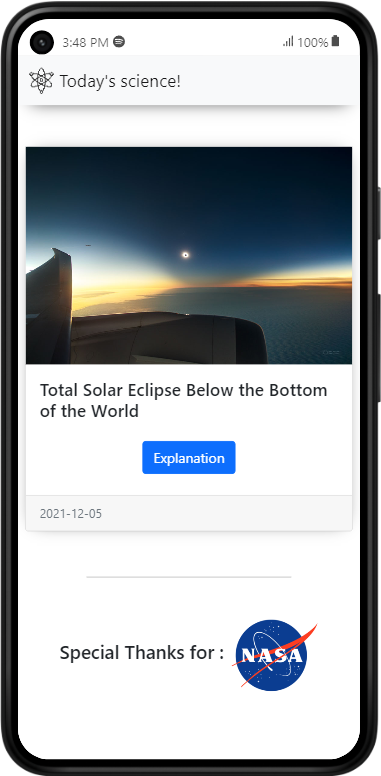 3:48 PM 100%
Today's science!
Total Solar Eclipse Below the Bottom
of the World
Explanation
2021-12-05
Special Thanks for :
NASA